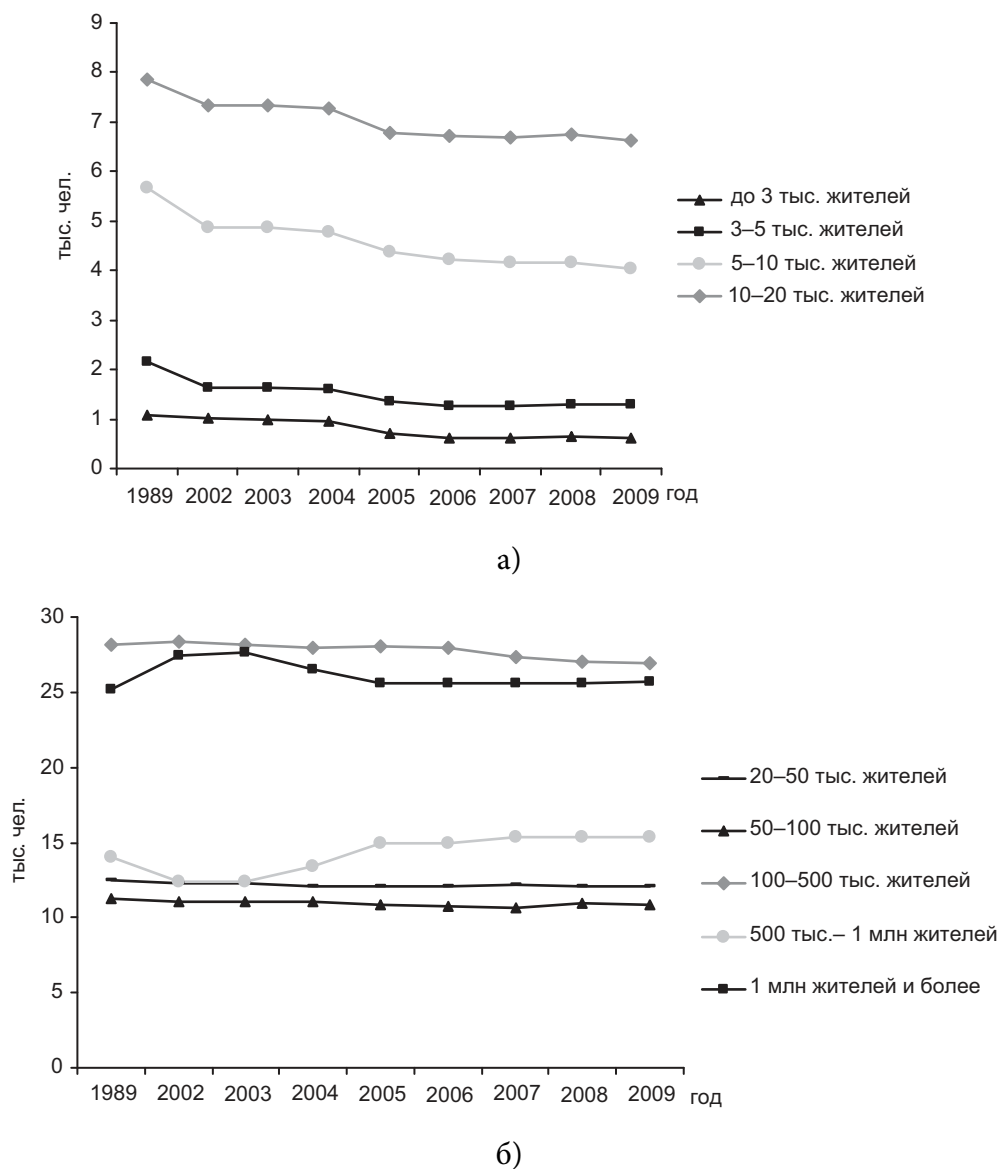 9
8
7
6
5
4
3
2
1
0
тыс. чел.
1989 2002 2003 2004 2005 2006 2007 2008 2009 год
до 3 тыс. жителей
3–5 тыс. жителей
5–10 тыс. жителей
10–20 тыс. жителей
а)
30
25
20
15
10
5
0
тыс. чел.
1989 2002 2003 2004 2005 2006 2007 2008 2009 год
20–50 тыс. жителей
50–100 тыс. жителей
100–500 тыс. жителей
500 тыс.– 1 млн жителей
1 млн жителей и более
б)